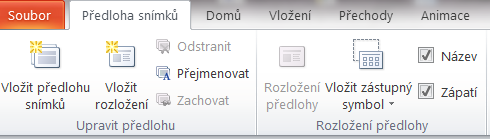 Soubor Předloha snímků Domů Vložení Přechody Animace
Vložit předlohu snímků
Vložit rozložení
Odstranit
Přejmenovat
Zachovat
Upravit předlohu
Rozložení předlohy
Vložit zástupný symbol
Název
Zápatí
Rozložení předlohy